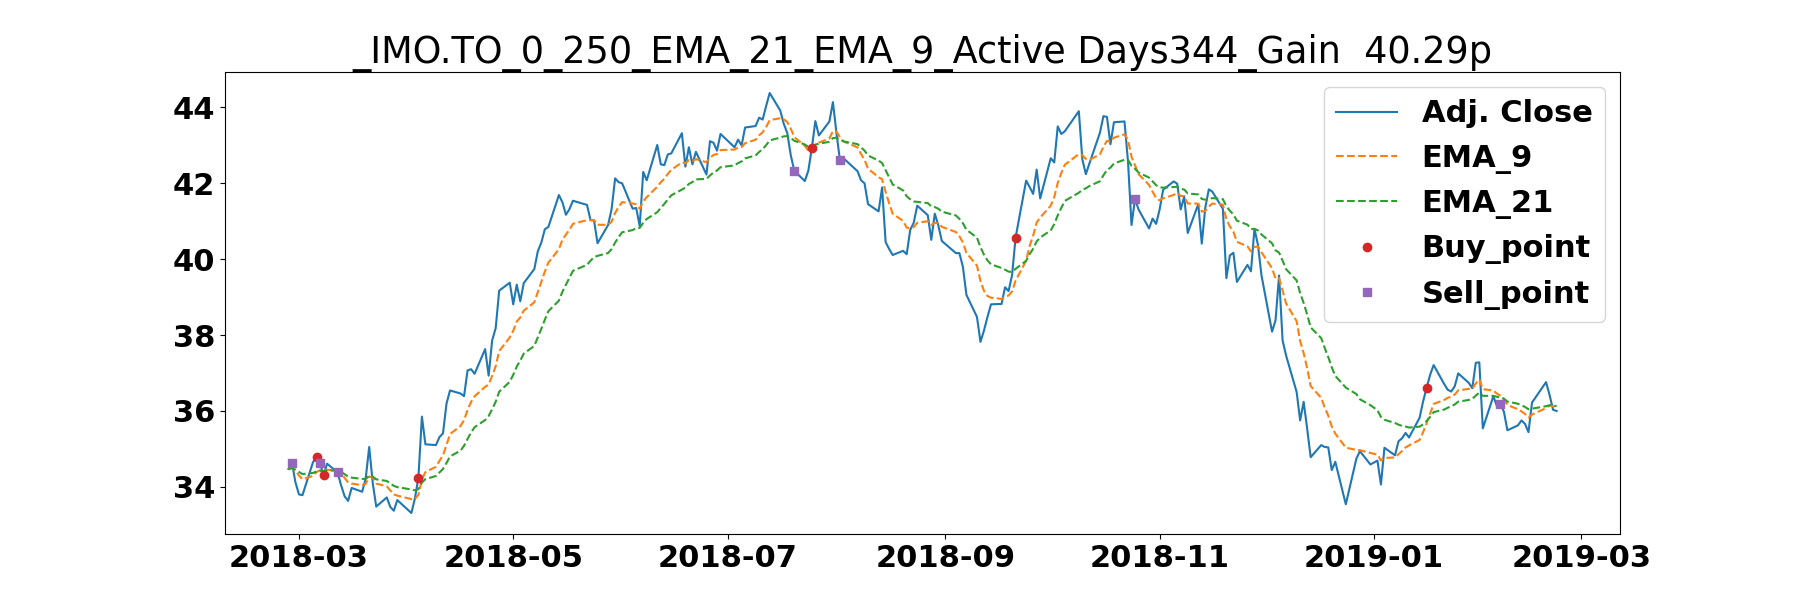 _IMO.TO_0_250_EMA_21_EMA_9_Active Days344_Gain  40.29p
44
42
40
38
36
34
Adj. Close
EMA_9
EMA_21
Buy_point
Sell_point
2018-03 2018-05 2018-07 2018-09 2018-11 2019-01 2019-03